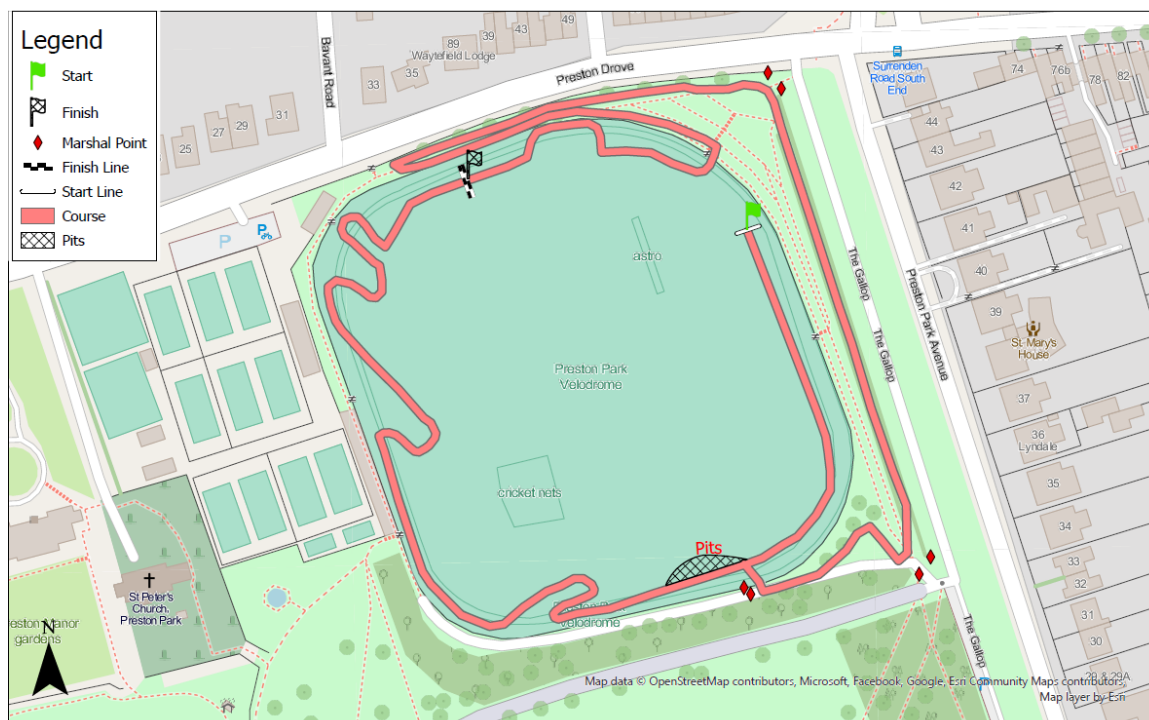 Legend
Start
Finish
Marshal Point
Finish Line
Start Line
Course
Pits
Bavant Road
49
43
39
89
Waytefield Lodge
35
33
31
29
27
25
Preston Drove
Surrenden
Road South
End
74
76b
78
82
44
43
42
41
40
39
St. Mary's
House
37
36
Lyndale
35
34
33
32
31
30
29 & 29A
P
P
astro
The Gallop
The Gallop
Preston Park Avenue
Preston Park
Velodrome
cricket nets
Pits
Velodrome
St Peter's
Church,
Preston Park
reston Manor
gardens
N
The Gallop
Map data © OpenStreetMap contributors, Microsoft, Facebook, Google, Esri Community Maps contributors,
Map layer by Esri